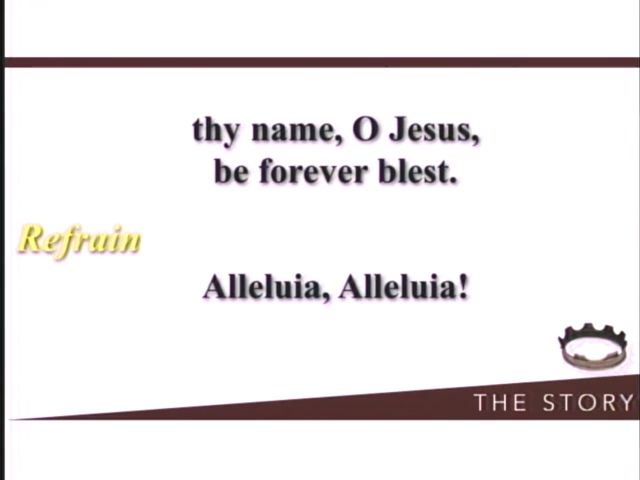 thy name, O Jesus,
be forever blest.
Refrain
Alleluia, Alleluia!
THE STORY